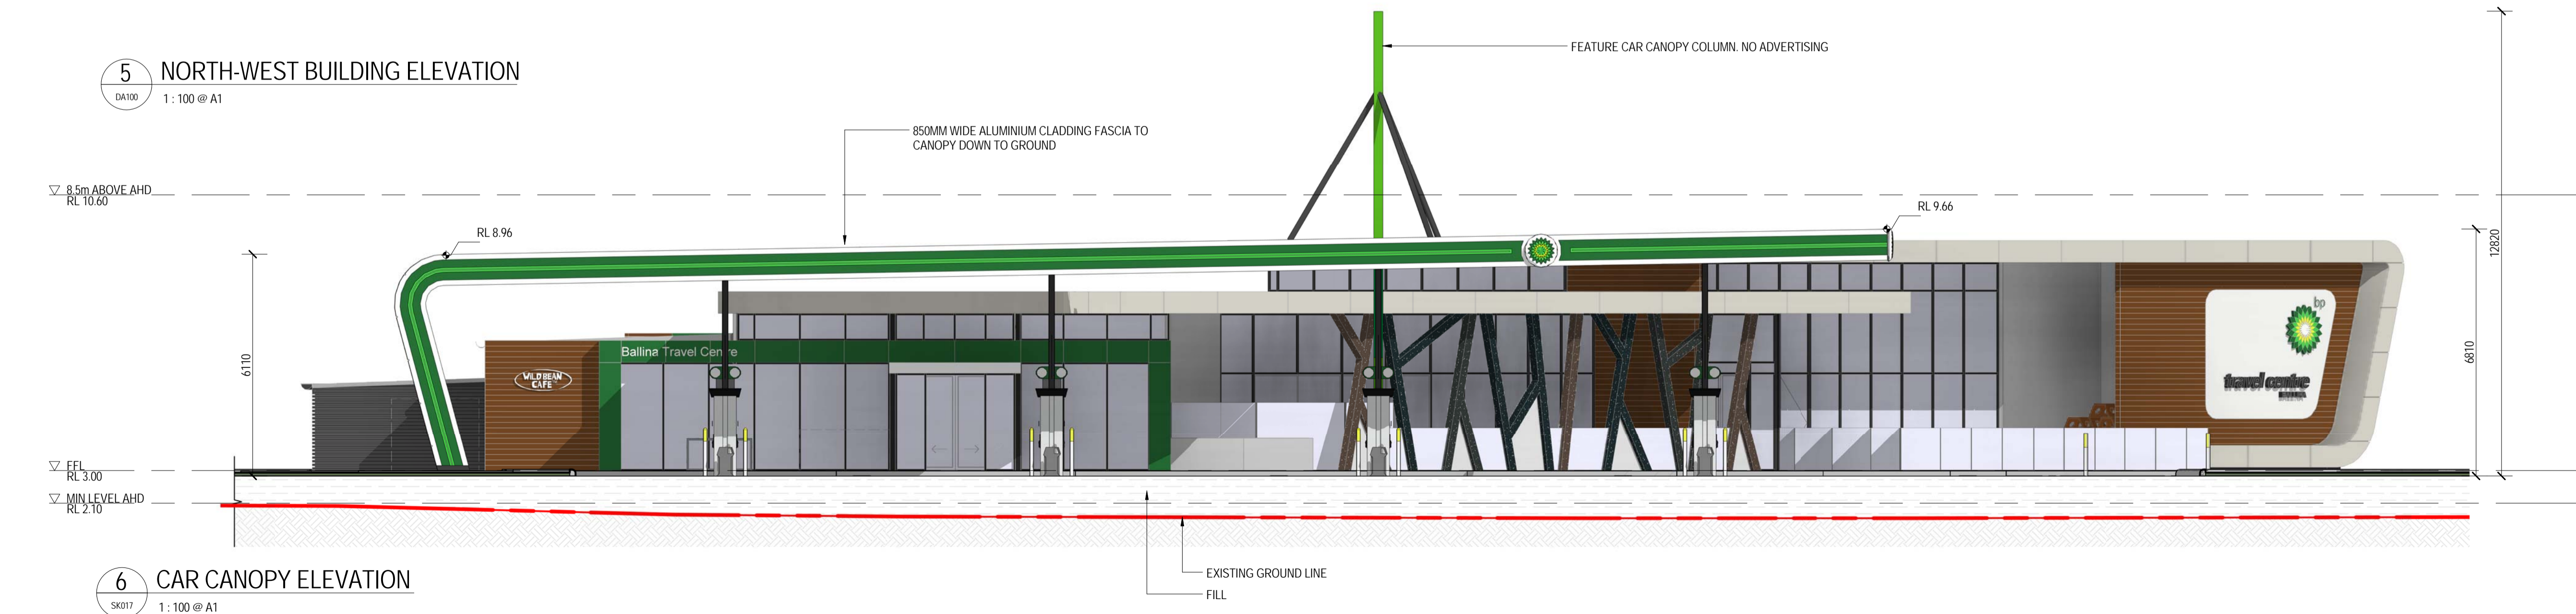 FEATURE CAR CANOPY COLUMN. NO ADVERTISING
5
DA100
NORTH-WEST BUILDING ELEVATION
1 : 100 @ A1
850MM WIDE ALUMINIUM CLADDING FASCIA TO
CANOPY DOWN TO GROUND
8.5m ABOVE AHD
RL 10.60
RL 8.96
RL 9.66
12820
6110
6810
bp
Ballina Travel Centre
WILD BEAN
CAFE
travel centre
BALLINA
FFL
RL 3.00
MIN LEVEL AHD
RL 2.10
EXISTING GROUND LINE
FILL
6
SK017
CAR CANOPY ELEVATION
1 : 100 @ A1